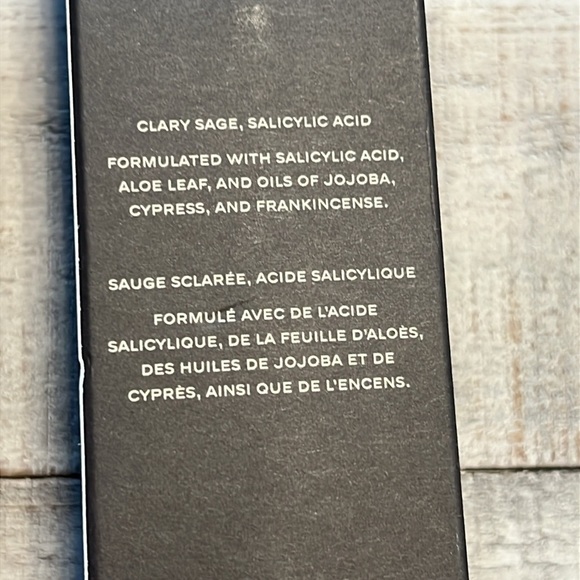 CLARY SAGE, SALICYLIC ACID
FORMULATED WITH SALICYLIC ACID,
ALOE LEAF, AND OILS OF JOJOBA,
CYPRESS, AND FRANKINCENSE.
SAUGE SCLARÉE, ACIDE SALICYLIQUE
FORMULÉ AVEC DE L'ACIDE
SALICYLIQUE, DE LA FEUILLE D'ALOÈS,
DES HUILES DE JOJOBA ET DE
CYPRÈS, AINSI QUE DE L'ENCENS.